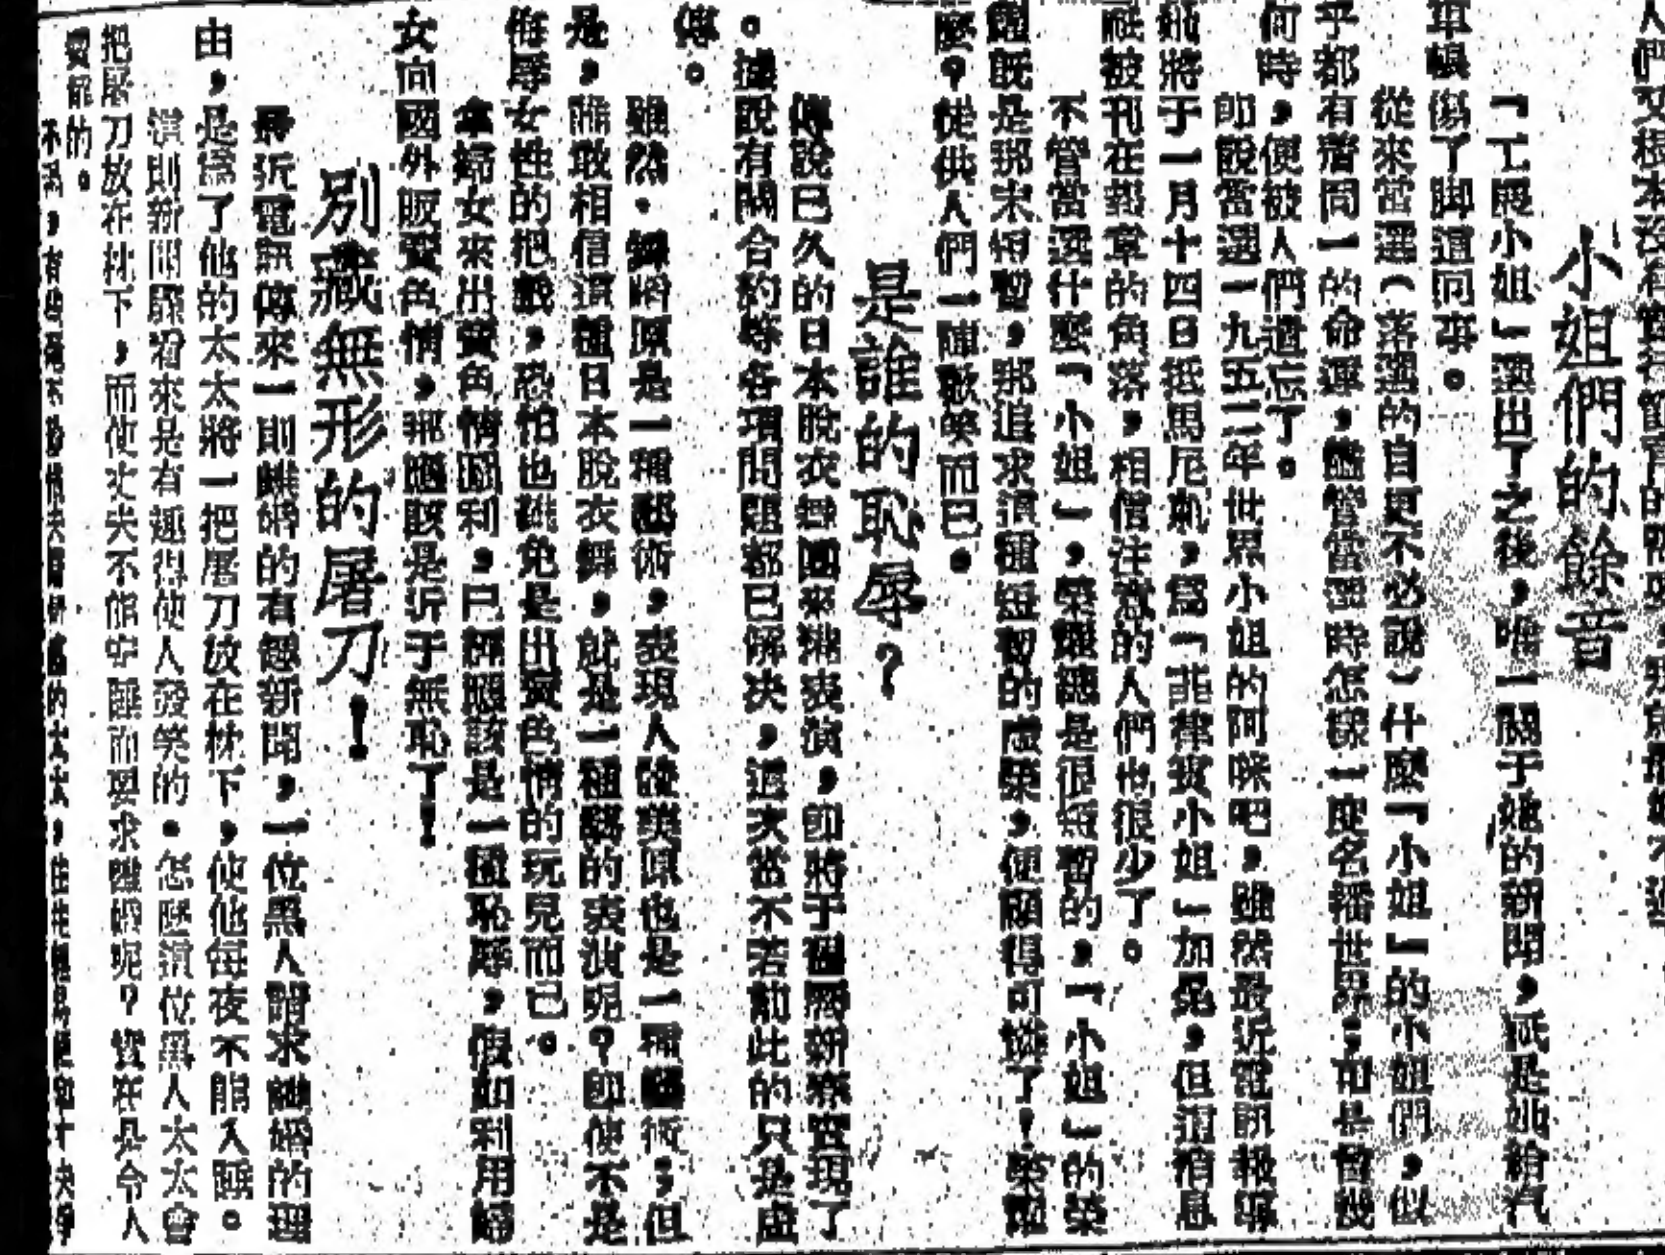 小姐們的餘音
「工展小姐」選出了之後，唯一關于她的新聞，祗是她給汽
車輾傷了脚這回事。
從來當選（落選的自更不必說）什麼「小姐」的小姐們，似
乎都有着同一的命運，儘管當選時怎樣一度名播世界；可是曾幾
何時，便被人們遺忘了。
即說當選一九五二年世界小姐的阿咪吧，雖然最近電訊報導
她將于一月十四日抵馬尼剌，爲「菲律賓小姐」加冕，但這消息
祗被刊在報章的角落，相信注意的人們也很少了。
不管當選什麼「小姐」，榮耀總是很短暫的，「小姐」的榮
耀既是那末短暫，那追求這種短暫的虛榮，便顯得可憐了！榮耀
麼？徒供人們一陣歡笑而已。
是誰的恥辱？
傳說已久的日本脫衣舞團來港表演，即將于
實現了
。據說有關合約等各項問題都已解决，這次當不若前此的只是虛
傳。
雖然，舞蹈原是一種藝術，表現人體美原也是一種藝術；但
是，誰敢相信這種日本脫衣舞，就是一種藝的表演呢？即使不是
侮辱女性的把戲，恐怕也難免是出賣色情的玩兒而已。
拿婦女來出賣色情圖利，已經應該是一種恥辱，假如利用婦
女向國外販賣色情，那應該是近于無恥了！
別藏無形的屠刀！
最近電訊傳來一則離婚的有趣新聞，一位黑人請求離婚的理
由，是爲了他的太太將一把屠刀放在枕下，使他每夜不能入睡。
這則新聞驟看來是有趣得使人發笑的，怎麼這位黑人太太會
把屠刀放在枕下，而使丈夫不能安睡而要求離婚呢？實在是令人
費解的。
不過，有些
的太太，往往